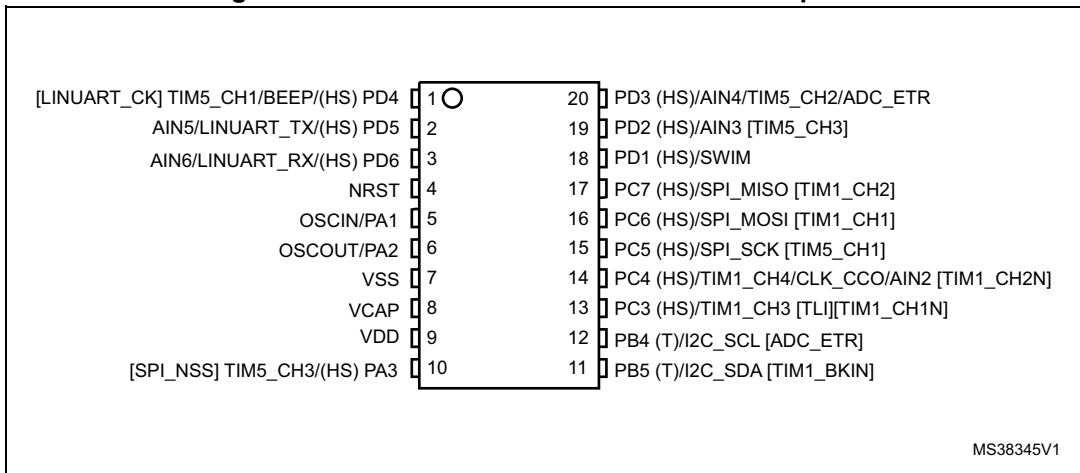 [LINUART_CK] TIM5_CH1/BEEP/(HS) PD4 1 20 PD3 (HS)/AIN4/TIM5_CH2/ADC_ETR
AIN5/LINUART_TX/(HS) PD5 2 19 PD2 (HS)/AIN3 [TIM5_CH3]
AIN6/LINUART_RX/(HS) PD6 3 18 PD1 (HS)/SWIM
NRST 4 17 PC7 (HS)/SPI_MISO [TIM1_CH2]
OSCIN/PA1 5 16 PC6 (HS)/SPI_MOSI [TIM1_CH1]
OSCOUT/PA2 6 15 PC5 (HS)/SPI_SCK [TIM5_CH1]
VSS 7 14 PC4 (HS)/TIM1_CH4/CLK_CCO/AIN2 [TIM1_CH2N]
VCAP 8 13 PC3 (HS)/TIM1_CH3 [TLI][TIM1_CH1N]
VDD 9 12 PB4 (T)/I2C_SCL [ADC_ETR]
[SPI_NSS] TIM5_CH3/(HS) PA3 10 11 PB5 (T)/I2C_SDA [TIM1_BKIN]
MS38345V1